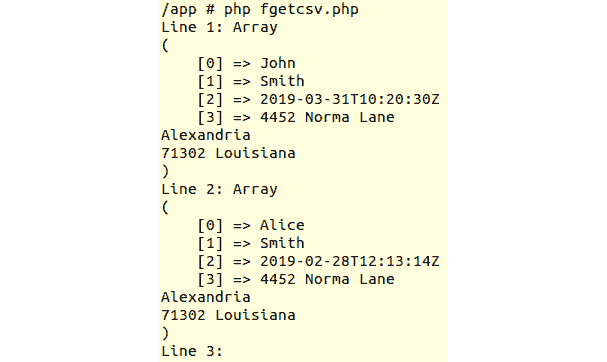 /app # php fgetcsv.php
Line 1: Array
(
    [0] => John
    [1] => Smith
    [2] => 2019-03-31T10:20:30Z
    [3] => 4452 Norma Lane
Alexandria
71302 Louisiana
)
Line 2: Array
(
    [0] => Alice
    [1] => Smith
    [2] => 2019-02-28T12:13:14Z
    [3] => 4452 Norma Lane
Alexandria
71302 Louisiana
)
Line 3: